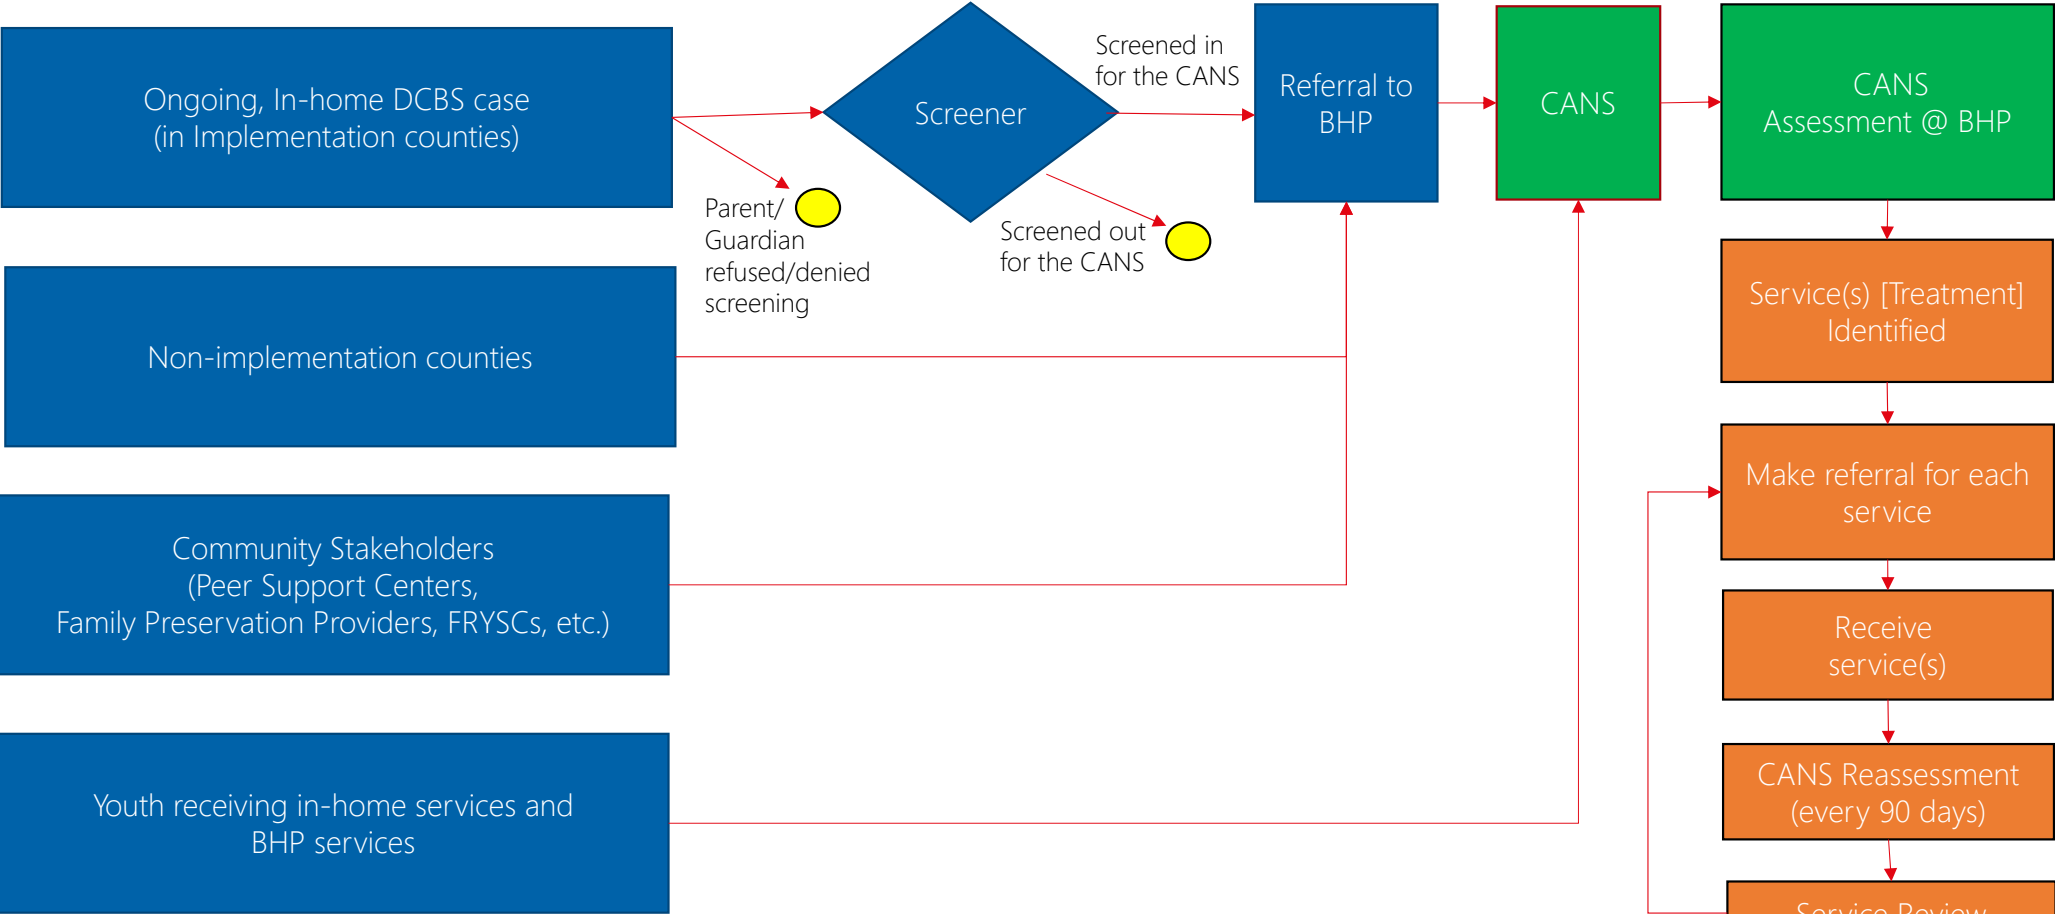 Ongoing, In-home DCBS case
(in Implementation counties)
Screener
Screened in
for the CANS
Referral to
BHP
CANS
CANS
Assessment @ BHP
Parent/
Guardian
refused/denied
screening
Screened out
for the CANS
Non-implementation counties
Community Stakeholders
(Peer Support Centers,
Family Preservation Providers, FRYSCs, etc.)
Youth receiving in-home services and
BHP services
Service(s) [Treatment]
Identified
Make referral for each
service
Receive
service(s)
CANS Reassessment
(every 90 days)
Service Review